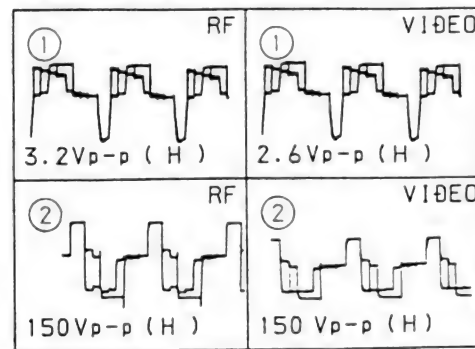 ① RF
3.2Vp-p ( H )
① VIDEO
2.6Vp-p ( H )
② RF
150Vp-p ( H )
② VIDEO
150 Vp-p ( H )